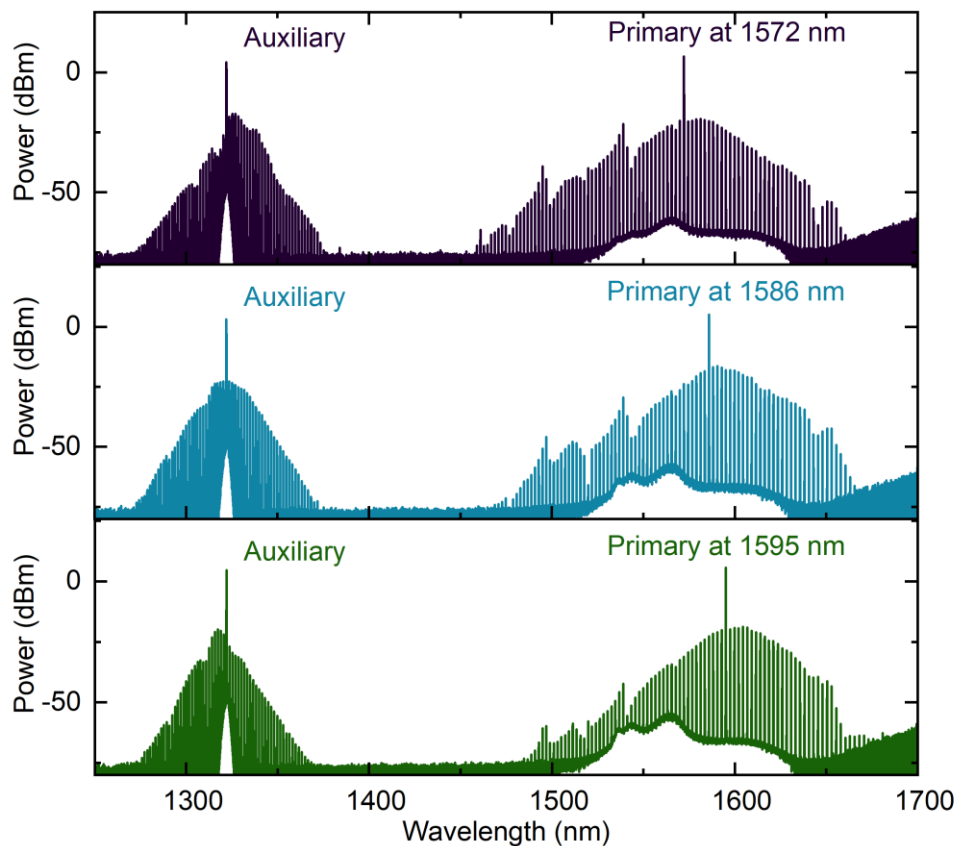 Auxiliary
Primary at 1572 nm
Power (dBm)
0
-50
Auxiliary
Primary at 1586 nm
Power (dBm)
0
-50
Auxiliary
Primary at 1595 nm
Power (dBm)
0
-50
1300
1400
1500
1600
1700
Wavelength (nm)